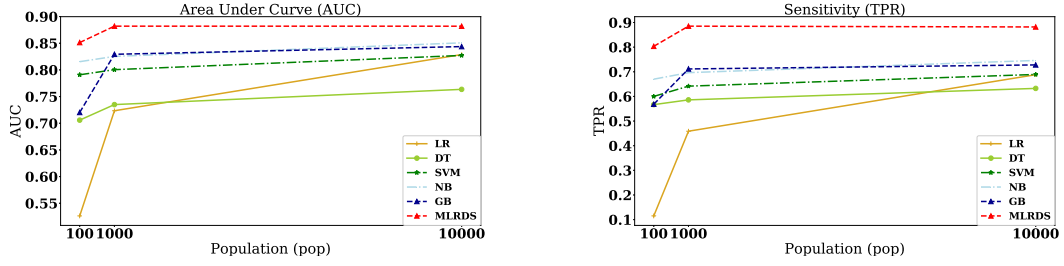 Area Under Curve (AUC)
0.90
0.85
0.80
0.75
0.70
0.65
0.60
0.55
AUC
LR
DT
SVM
NB
GB
MLRDS
100 1000 10000
Population (pop)
Sensitivity (TPR)
0.9
0.8
0.7
0.6
0.5
0.4
0.3
0.2
0.1
TPR
LR
DT
SVM
NB
GB
MLRDS
100 1000 10000
Population (pop)